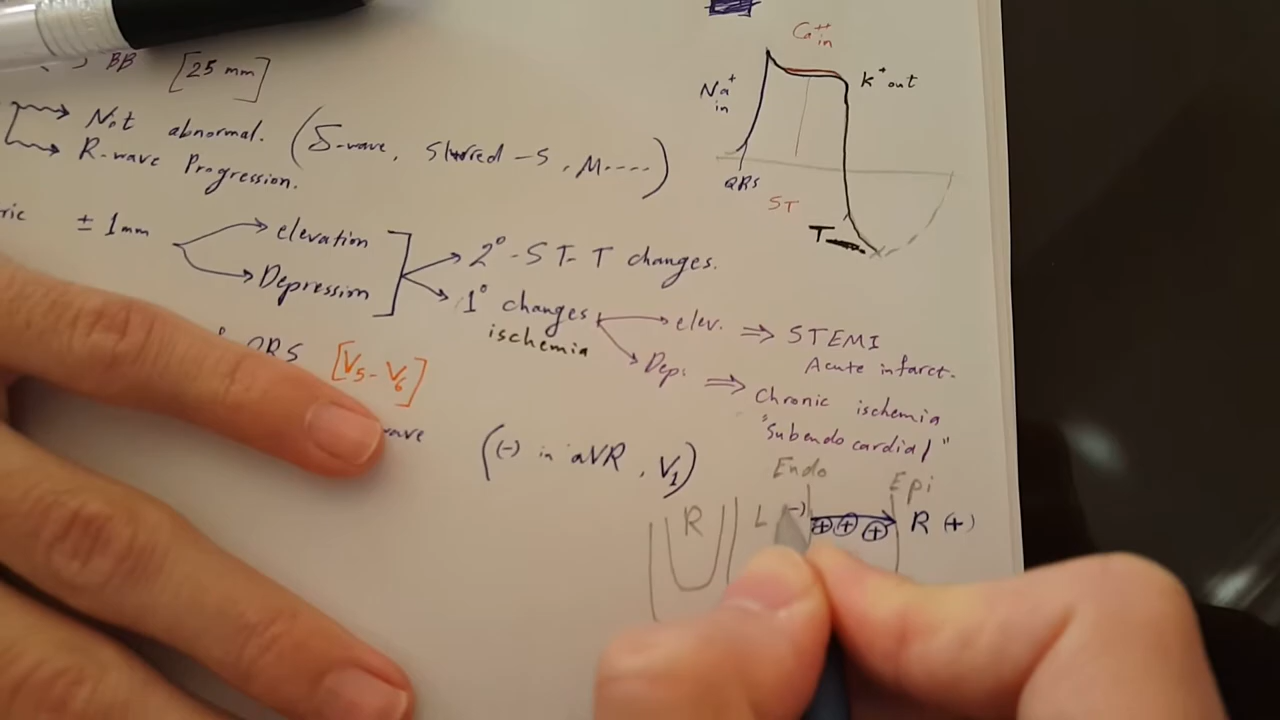 BB [25 mm]
Not abnormal. (δ-wave, Slurred -S, M----)
R-wave Progression.
ric ± 1mm
elevation
Depression
2° - ST-T changes.
1° changes
ischemia
elev. ⇒ STEMI
Acute infarct.
Dep. ⇒ Chronic ischemia
"Subendocardial"
QRS [V5-V6]
wave ((-) in aVR, V1)
Ca++
in
Na+
in
K+ out
QRS
ST
T
Endo
Epi
R
L (-)
+ + +
R (+)